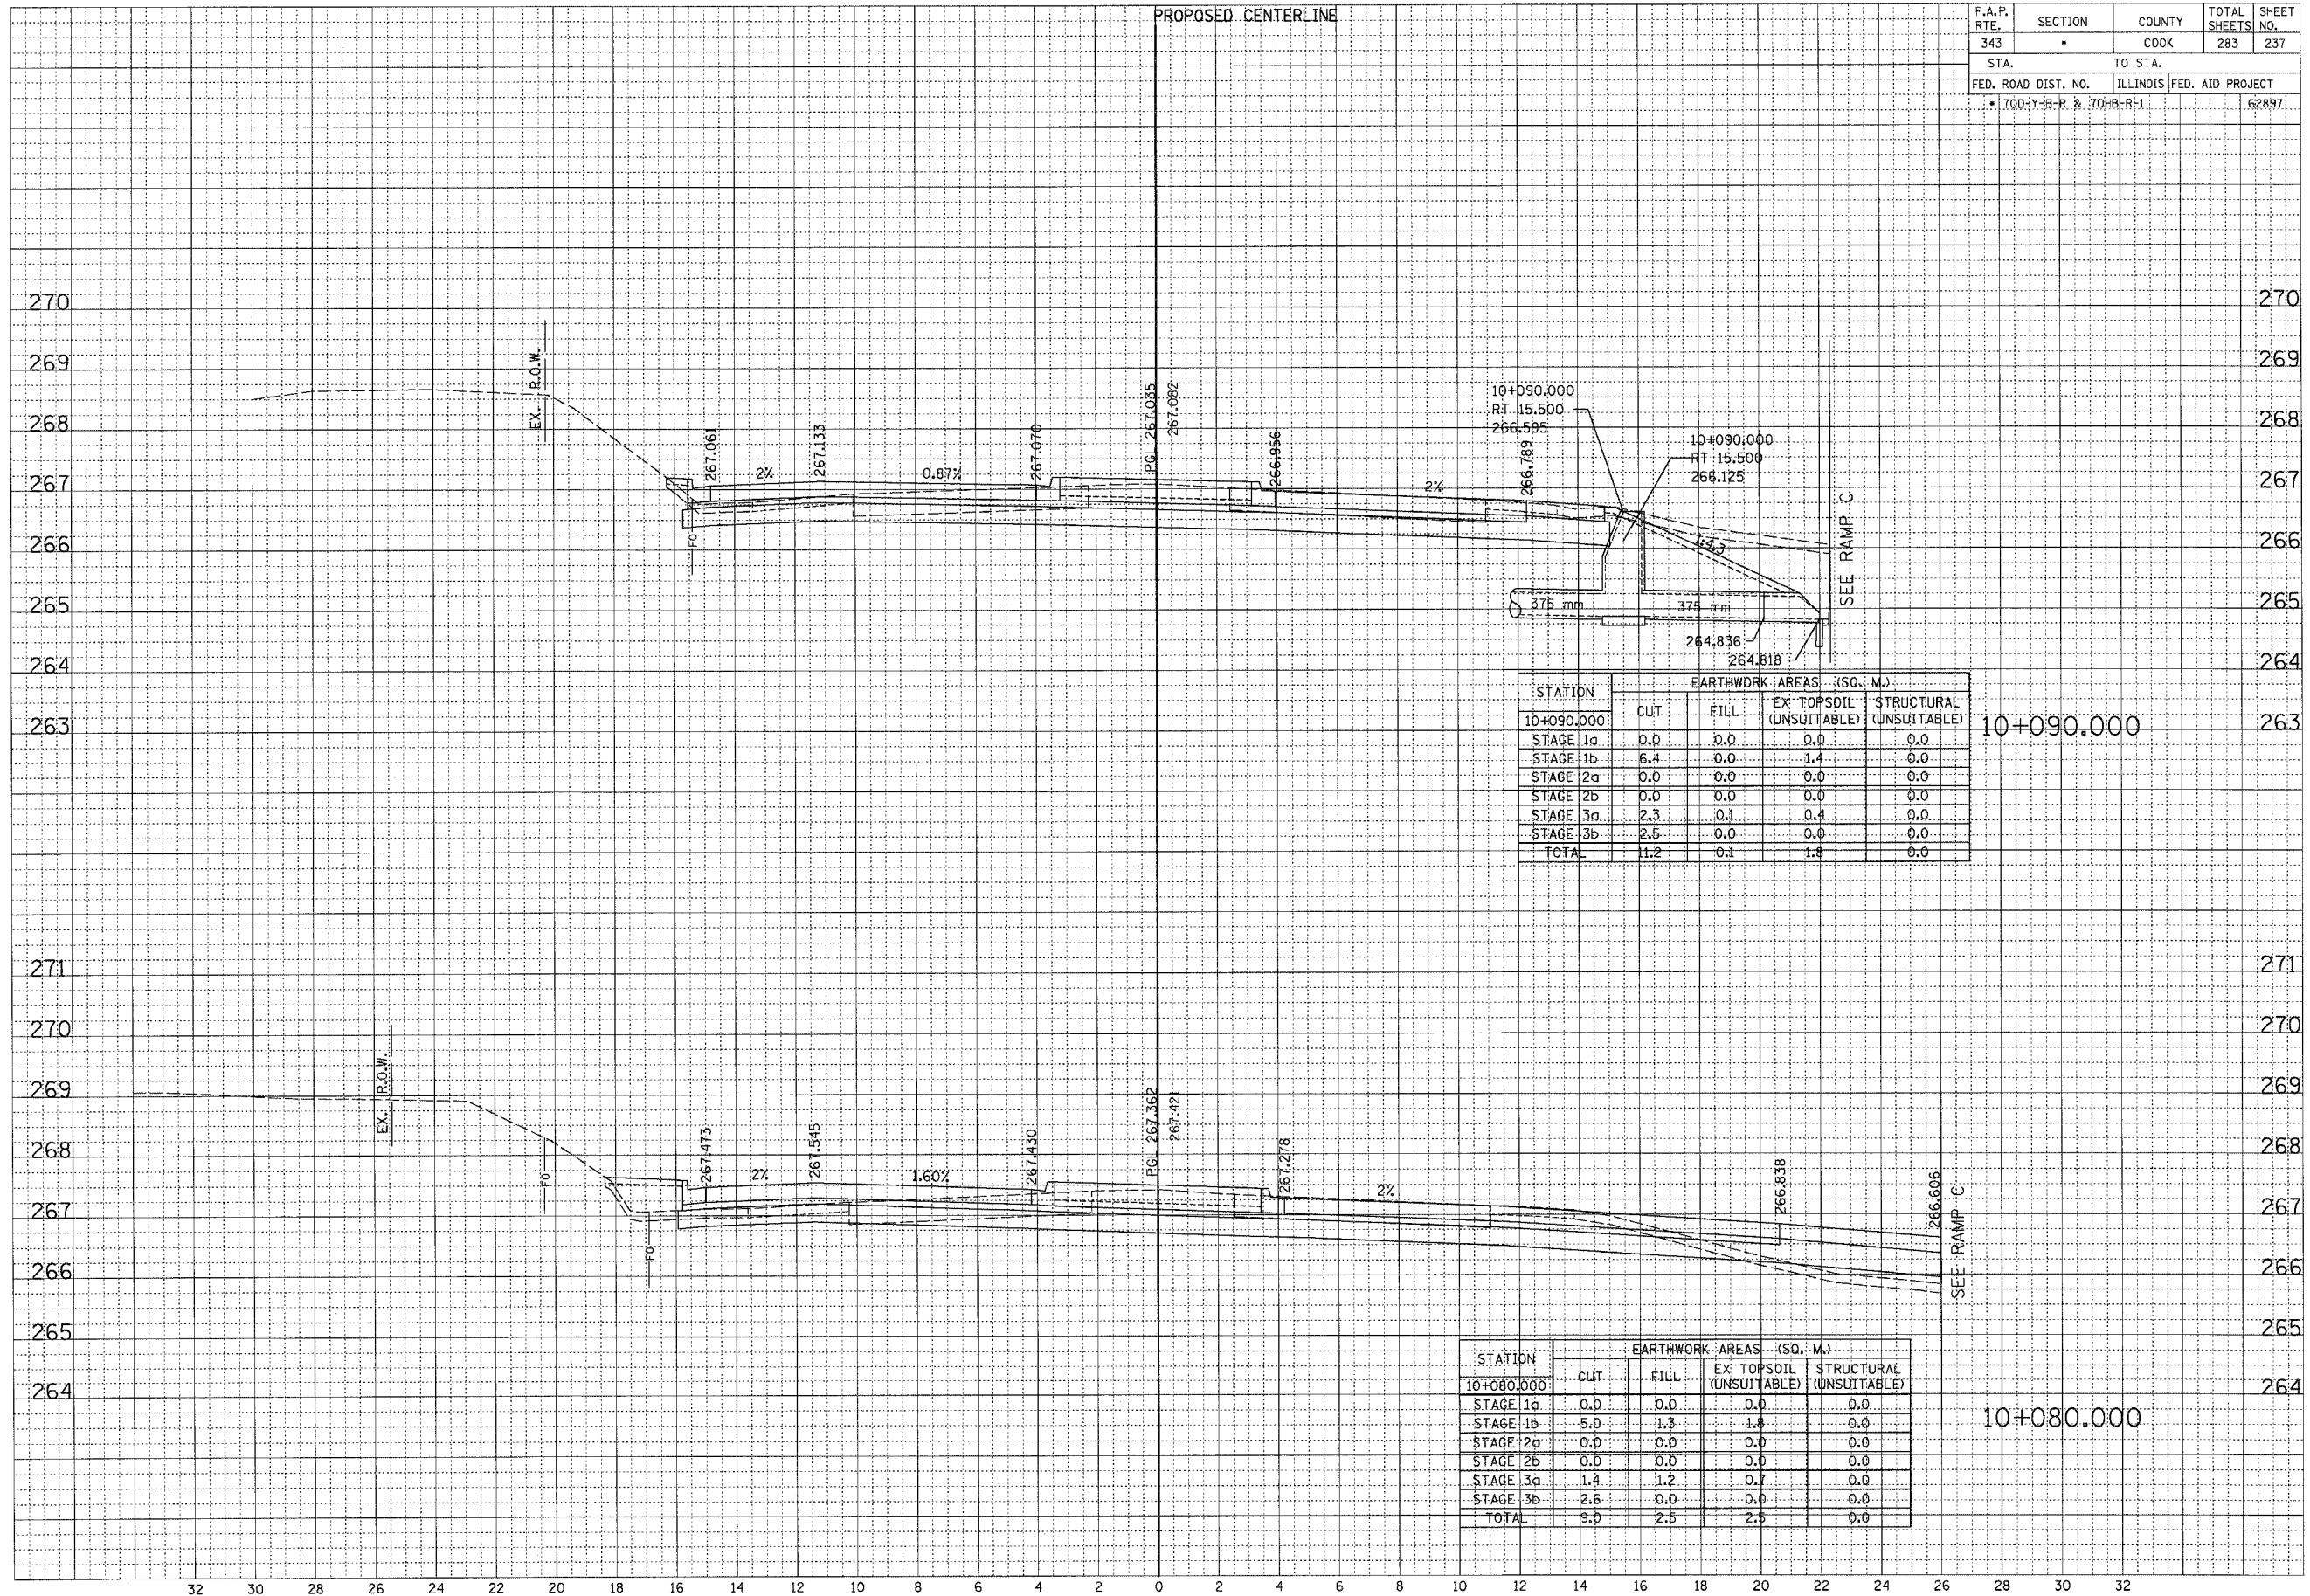 PROPOSED CENTERLINE
F.A.P. RTE. SECTION COUNTY TOTAL SHEETS SHEET NO.
343 • COOK 283 237
STA. TO STA.
FED. ROAD DIST. NO. ILLINOIS FED. AID PROJECT
• 70D-Y-B-R & 70HB-R-1 62897
270 270
269 269
268 268
267 267
266 266
265 265
264 264
263 263
EX. R.O.W.
267.061
2%
267.133
0.87%
267.070
PGL 267.035
267.082
266.956
2%
266.789
10+090.000
RT 15.500
266.595
10+090.000
RT 15.500
266.125
1:4.3
SEE RAMP C
FO
375 mm
375 mm
264.836
264.818
10+090.000
STATION EARTHWORK AREAS (SQ. M.)
10+090.000 CUT FILL EX TOPSOIL (UNSUITABLE) STRUCTURAL (UNSUITABLE)
STAGE 1a 0.0 0.0 0.0 0.0
STAGE 1b 6.4 0.0 1.4 0.0
STAGE 2a 0.0 0.0 0.0 0.0
STAGE 2b 0.0 0.0 0.0 0.0
STAGE 3a 2.3 0.1 0.4 0.0
STAGE 3b 2.5 0.0 0.0 0.0
TOTAL 11.2 0.1 1.8 0.0
271 271
270 270
269 269
268 268
267 267
266 266
265 265
264 264
EX. R.O.W.
FO
FO
267.473
2%
267.545
1.60%
267.430
PGL 267.362
267.421
267.278
2%
266.838
266.606
SEE RAMP C
10+080.000
STATION EARTHWORK AREAS (SQ. M.)
10+080.000 CUT FILL EX TOPSOIL (UNSUITABLE) STRUCTURAL (UNSUITABLE)
STAGE 1a 0.0 0.0 0.0 0.0
STAGE 1b 5.0 1.3 1.8 0.0
STAGE 2a 0.0 0.0 0.0 0.0
STAGE 2b 0.0 0.0 0.0 0.0
STAGE 3a 1.4 1.2 0.7 0.0
STAGE 3b 2.6 0.0 0.0 0.0
TOTAL 9.0 2.5 2.5 0.0
32 30 28 26 24 22 20 18 16 14 12 10 8 6 4 2 0 2 4 6 8 10 12 14 16 18 20 22 24 26 28 30 32